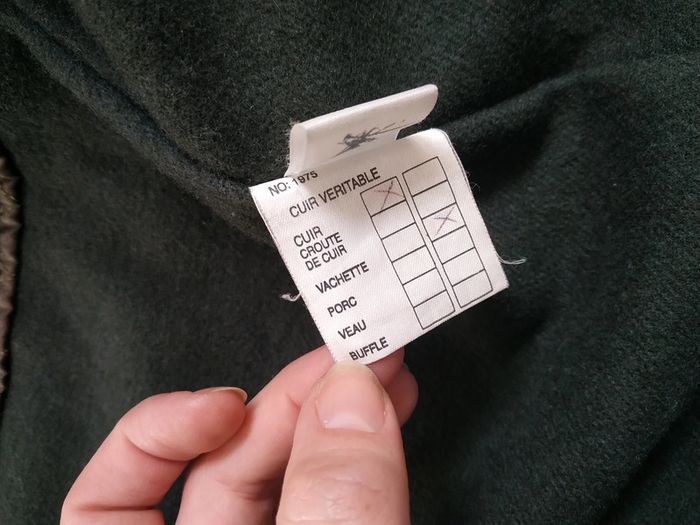 NO: 1975
CUIR VERITABLE
CUIR
CROUTE
DE CUIR
VACHETTE
PORC
VEAU
BUFFLE